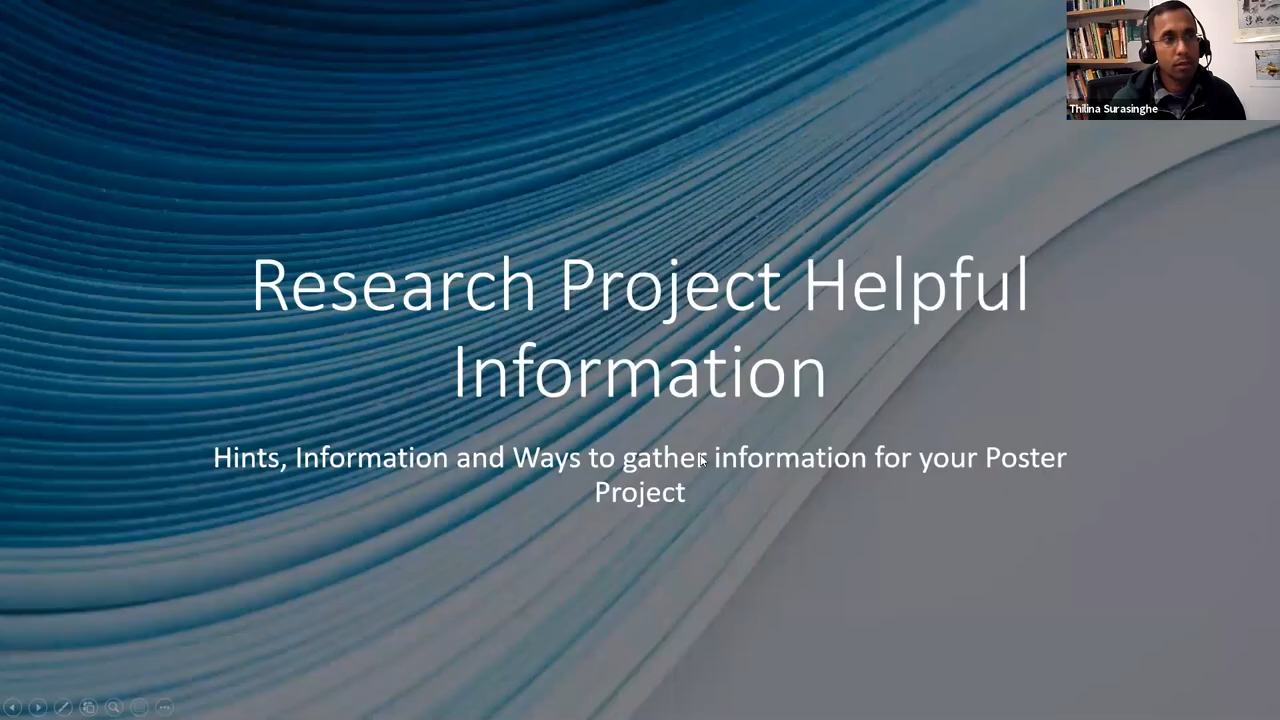 Thilina Surasinghe
Research Project Helpful
Information
Hints, Information and Ways to gather information for your Poster
Project